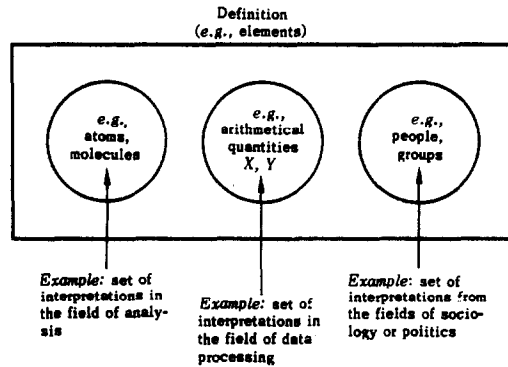 Definition
(e.g., elements)
e.g.,
atoms,
molecules
e.g.,
arithmetical
quantities
X, Y
e.g.,
people,
groups
Example: set of
interpretations in
the field of analy-
sis
Example: set of
interpretations in
the field of data
processing
Example: set of
interpretations from
the fields of socio-
logy or politics